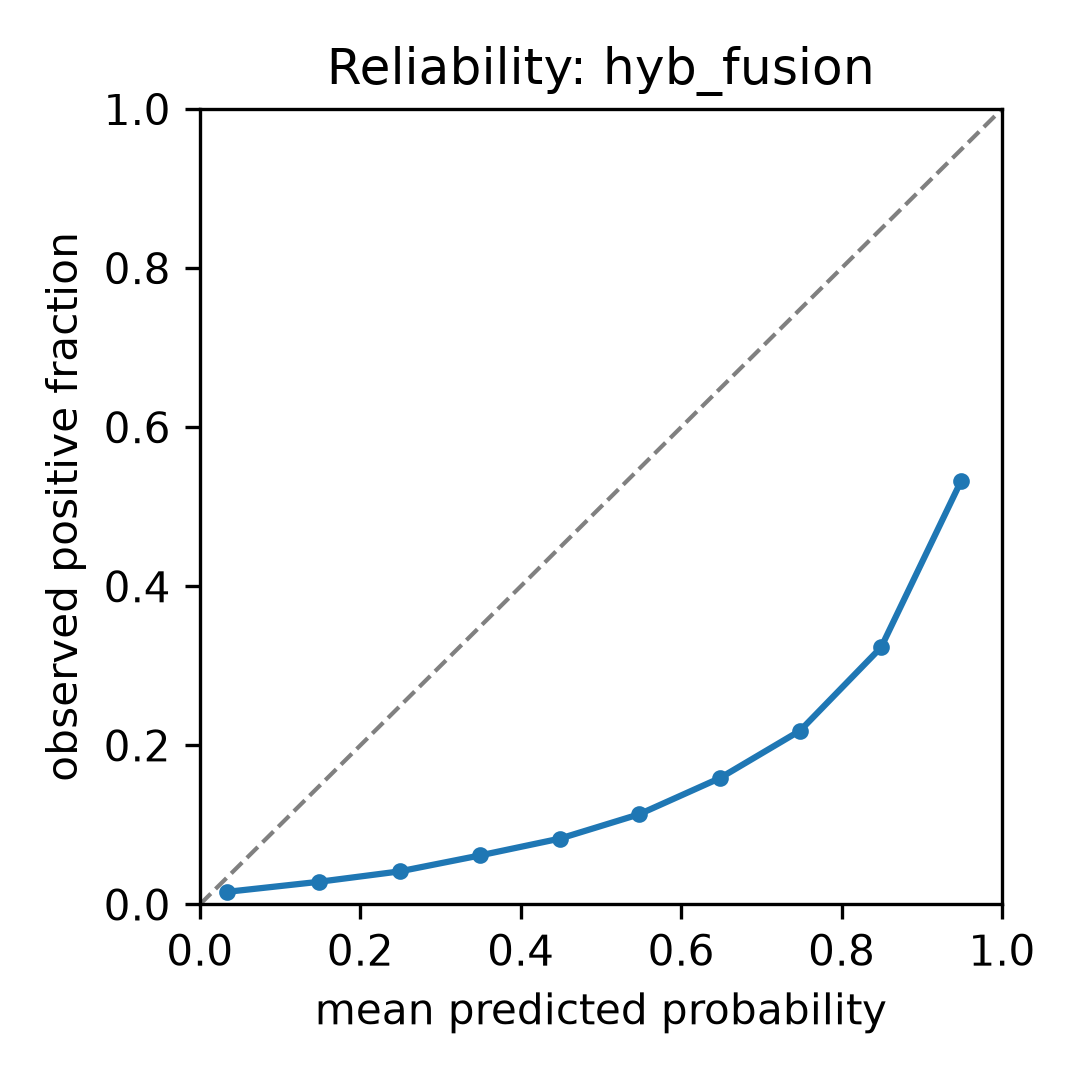 Reliability: hyb_fusion
1.0
0.8
0.6
0.4
0.2
0.0
observed positive fraction
0.0 0.2 0.4 0.6 0.8 1.0
mean predicted probability